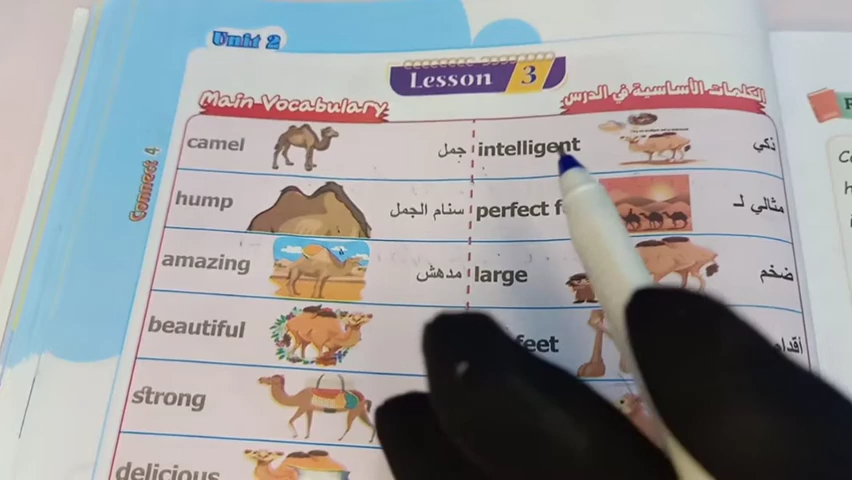 Unit 2
Lesson 3
Main Vocabulary
الكلمات الأساسية في الدرس
camel
جمل
intelligent
ذكي
hump
سنام الجمل
perfect f
مثالي لـ
amazing
مدهش
large
ضخم
beautiful
feet
strong
delicious
Connect 4